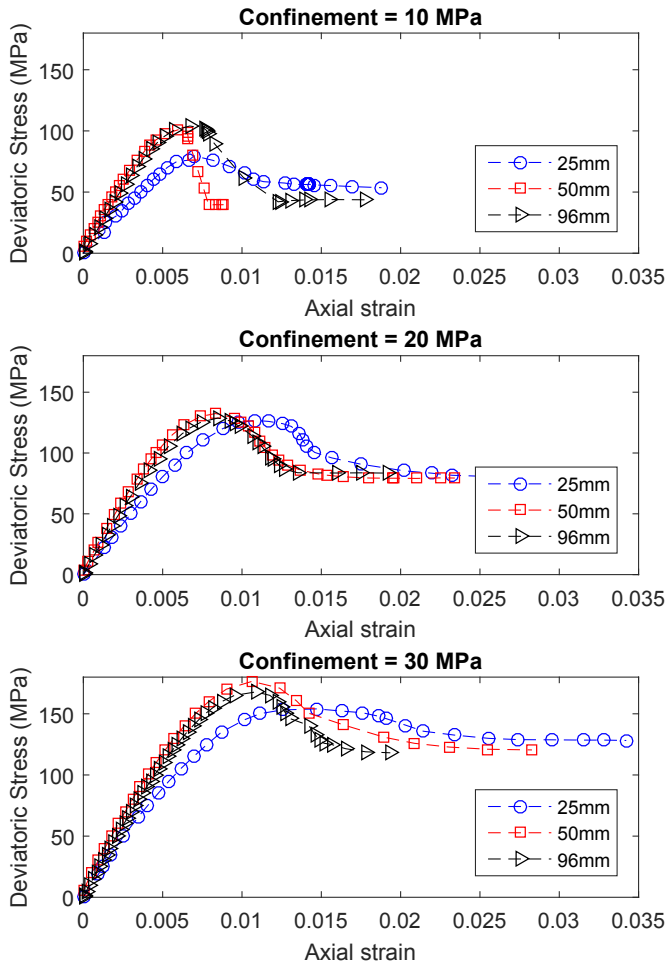 Confinement = 10 MPa
Deviatoric Stress (MPa)
150
100
50
0
25mm
50mm
96mm
0 0.005 0.01 0.015 0.02 0.025 0.03 0.035
Axial strain
Confinement = 20 MPa
Deviatoric Stress (MPa)
150
100
50
0
25mm
50mm
96mm
0 0.005 0.01 0.015 0.02 0.025 0.03 0.035
Axial strain
Confinement = 30 MPa
Deviatoric Stress (MPa)
150
100
50
0
25mm
50mm
96mm
0 0.005 0.01 0.015 0.02 0.025 0.03 0.035
Axial strain